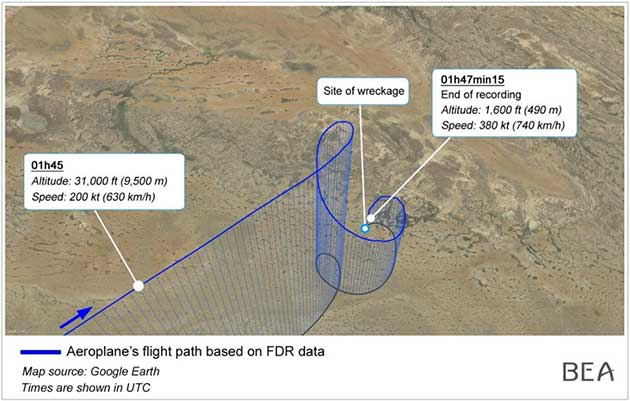 01h47min15
End of recording
Altitude: 1,600 ft (490 m)
Speed: 380 kt (740 km/h)
Site of wreckage
01h45
Altitude: 31,000 ft (9,500 m)
Speed: 200 kt (630 km/h)
Aeroplane's flight path based on FDR data
Map source: Google Earth
Times are shown in UTC
BEA